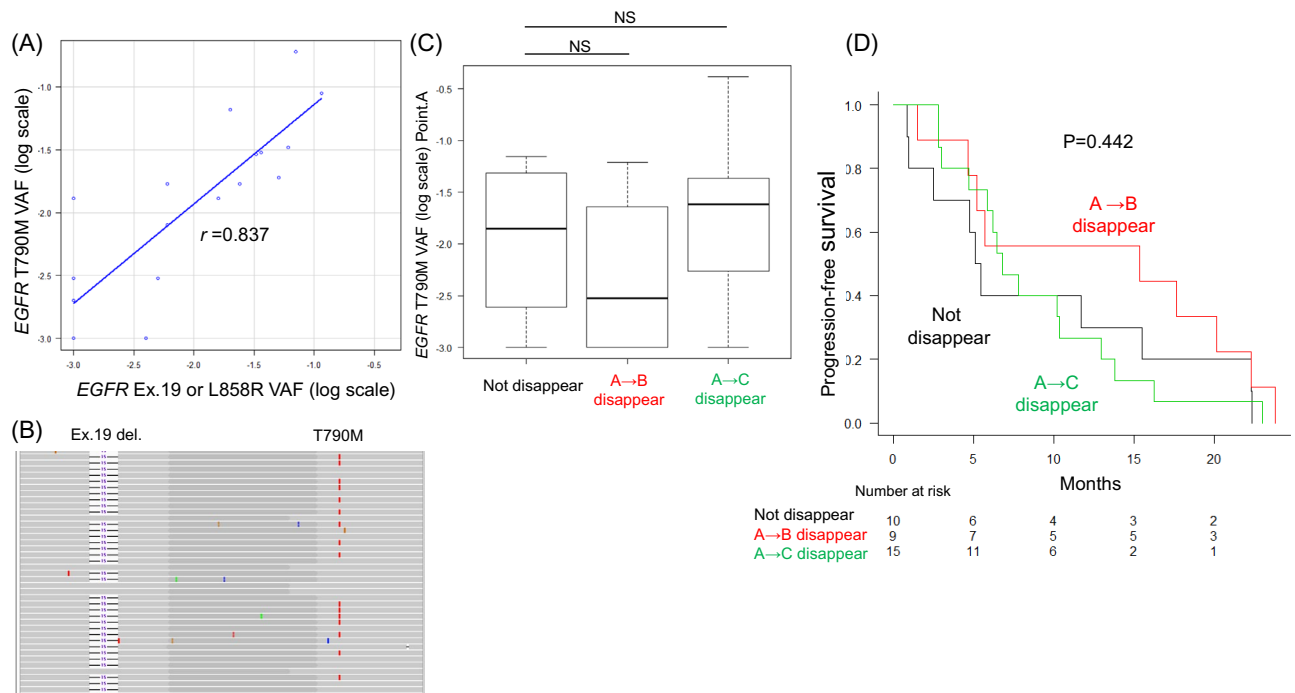 (A)
EGFR T790M VAF (log scale)
-1.0
-1.5
-2.0
-2.5
-3.0
r =0.837
-3.0 -2.5 -2.0 -1.5 -1.0 -0.5
EGFR Ex.19 or L858R VAF (log scale)
(B)
Ex.19 del. T790M
(C)
NS
NS
EGFR T790M VAF (log scale) Point.A
-0.5
-1.0
-1.5
-2.0
-2.5
-3.0
Not disappear
A→B
disappear
A→C
disappear
(D)
Progression-free survival
1.0
0.8
0.6
0.4
0.2
0.0
P=0.442
A →B
disappear
Not
disappear
A→C
disappear
0 5 10 15 20
Months
Number at risk
Not disappear 10 6 4 3 2
A→B disappear 9 7 5 5 3
A→C disappear 15 11 6 2 1